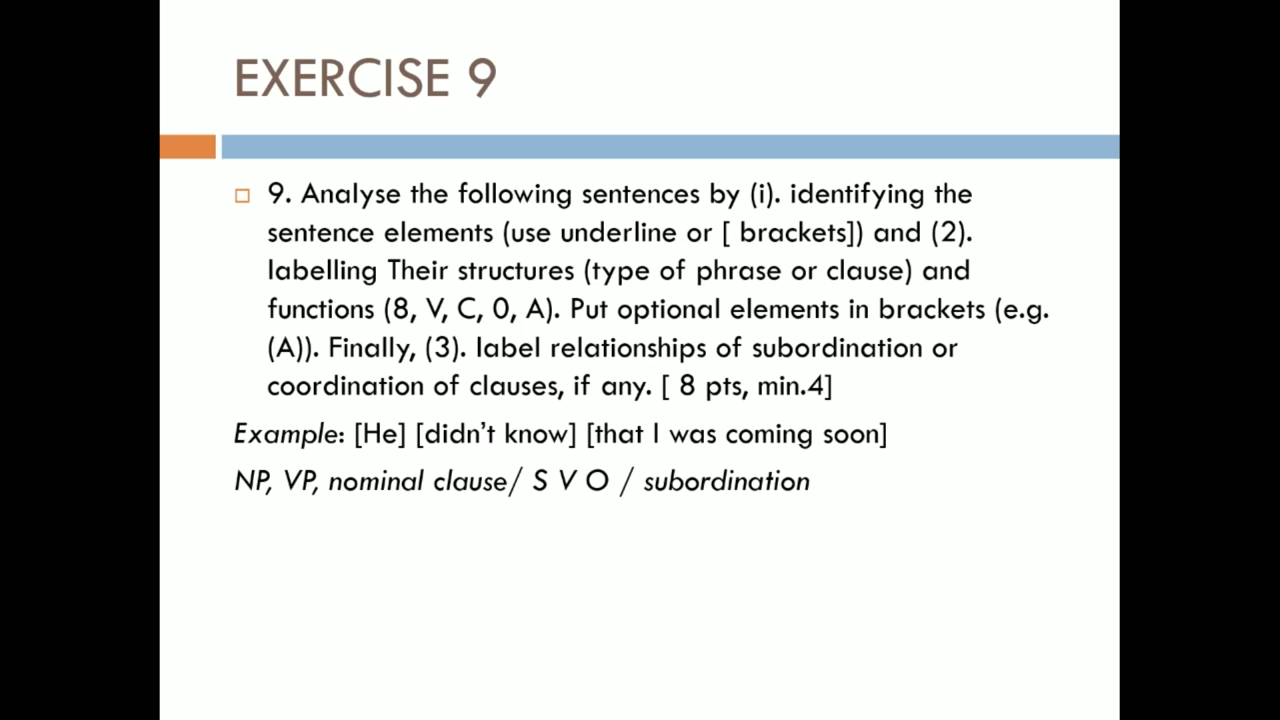 EXERCISE 9
9. Analyse the following sentences by (i). identifying the
sentence elements (use underline or [ brackets]) and (2).
labelling Their structures (type of phrase or clause) and
functions (8, V, C, 0, A). Put optional elements in brackets (e.g.
(A)). Finally, (3). label relationships of subordination or
coordination of clauses, if any. [ 8 pts, min.4]
Example: [He] [didn’t know] [that I was coming soon]
NP, VP, nominal clause/ S V O / subordination